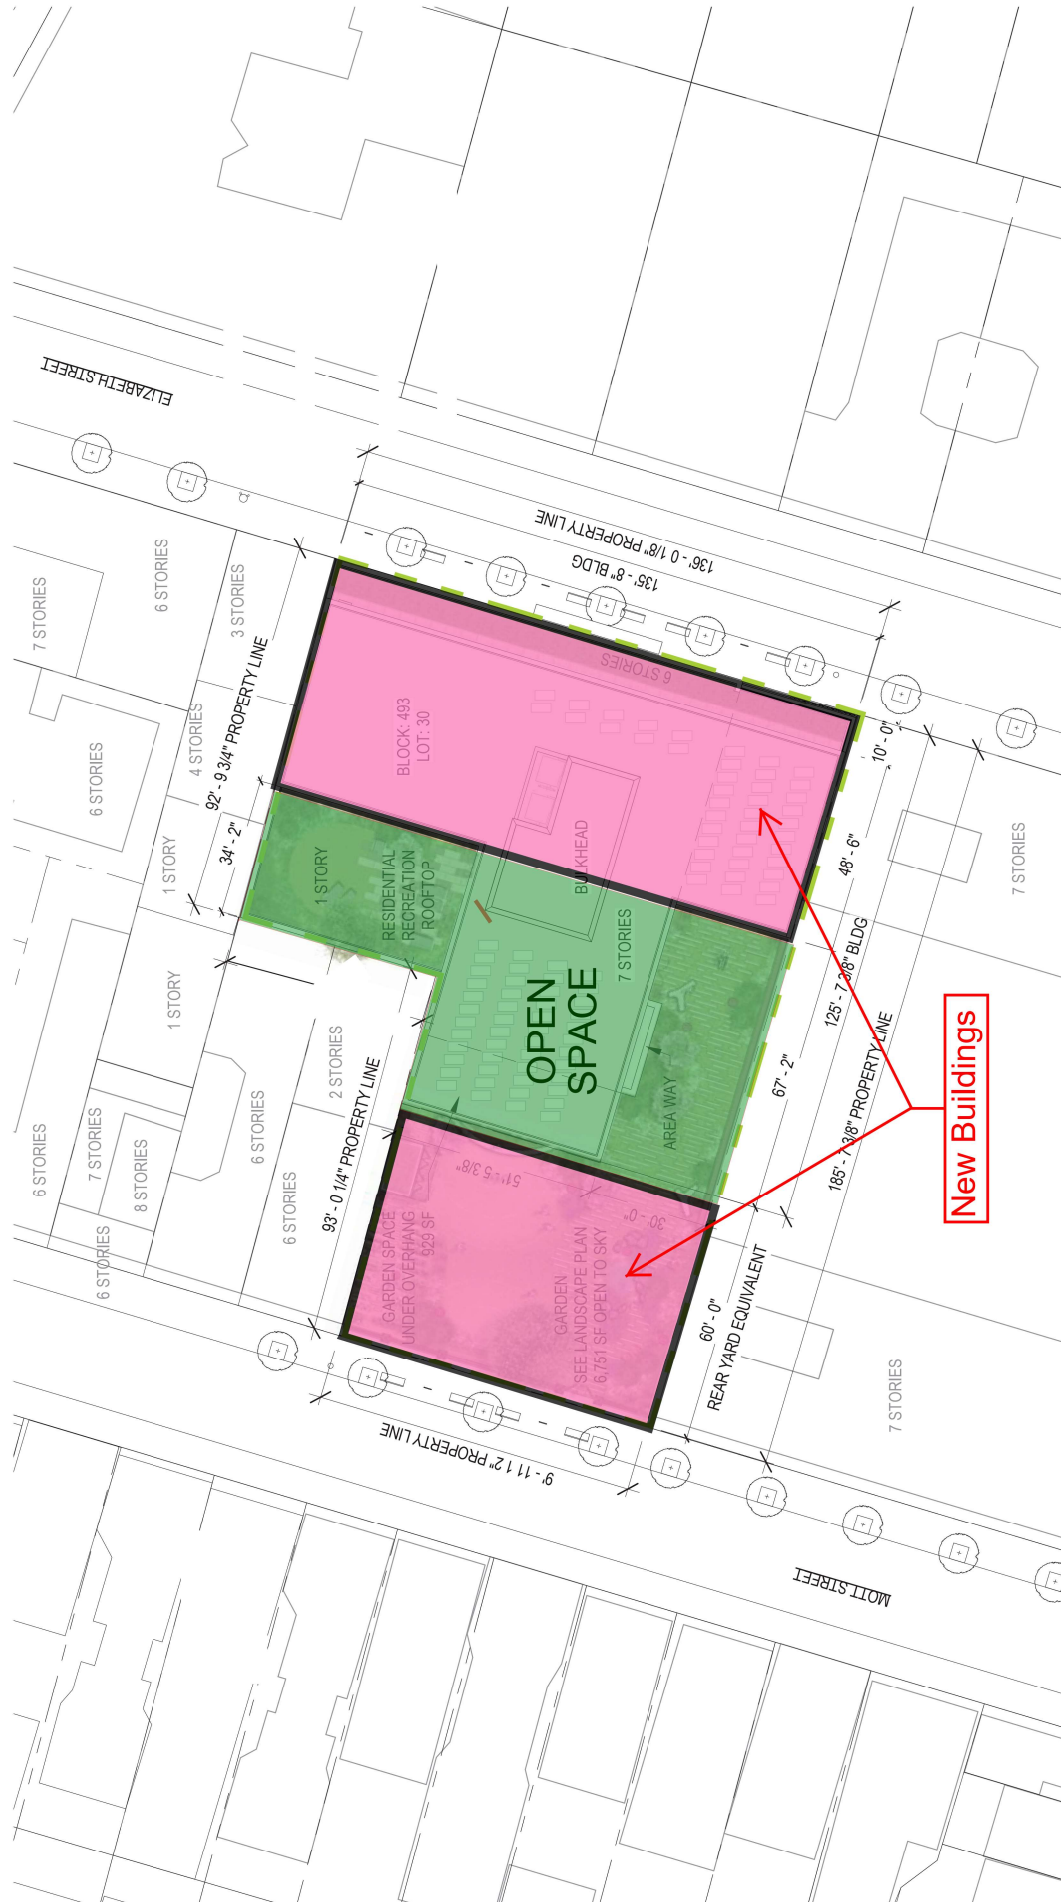 ELIZABETH STREET
7 STORIES
6 STORIES
3 STORIES
6 STORIES
4 STORIES
92' - 9 3/4" PROPERTY LINE
1 STORY
34' - 2"
136' - 0 1/8" PROPERTY LINE
135' - 8" BLDG
6 STORIES
BLOCK: 493
LOT: 30
BULKHEAD
1 STORY
RESIDENTIAL
RECREATION
ROOFTOP
7 STORIES
OPEN
SPACE
AREA WAY
10' - 0"
48' - 6"
67' - 2"
125' - 7 3/8" BLDG
185' - 7 3/8" PROPERTY LINE
7 STORIES
New Buildings
1 STORY
2 STORIES
93' - 0 1/4" PROPERTY LINE
6 STORIES
7 STORIES
8 STORIES
6 STORIES
6 STORIES
6 STORIES
51'- 5 3/8"
30' - 0"
GARDEN SPACE
UNDER OVERHANG
929 SF
GARDEN
SEE LANDSCAPE PLAN
6,751 SF OPEN TO SKY
60' - 0"
REAR YARD EQUIVALENT
7 STORIES
9' - 11 1 2" PROPERTY LINE
MOTT STREET